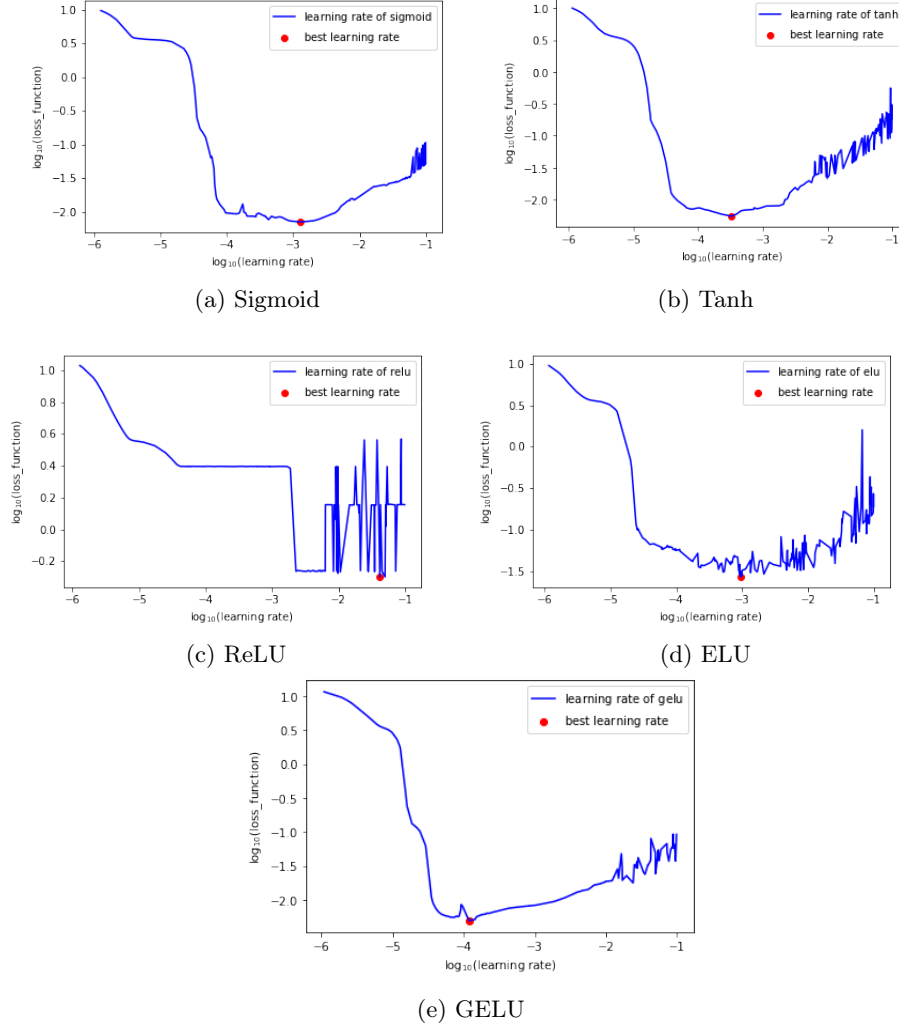 learning rate of sigmoid
best learning rate
1.0
0.5
0.0
−0.5
−1.0
−1.5
−2.0
log₁₀(loss_function)
−6 −5 −4 −3 −2 −1
log₁₀(learning rate)
(a) Sigmoid
learning rate of tanh
best learning rate
1.0
0.5
0.0
−0.5
−1.0
−1.5
−2.0
log₁₀(loss_function)
−6 −5 −4 −3 −2 −1
log₁₀(learning rate)
(b) Tanh
learning rate of relu
best learning rate
1.0
0.8
0.6
0.4
0.2
0.0
−0.2
log₁₀(loss_function)
−6 −5 −4 −3 −2 −1
log₁₀(learning rate)
(c) ReLU
learning rate of elu
best learning rate
1.0
0.5
0.0
−0.5
−1.0
−1.5
log₁₀(loss_function)
−6 −5 −4 −3 −2 −1
log₁₀(learning rate)
(d) ELU
learning rate of gelu
best learning rate
1.0
0.5
0.0
−0.5
−1.0
−1.5
−2.0
log₁₀(loss_function)
−6 −5 −4 −3 −2 −1
log₁₀(learning rate)
(e) GELU